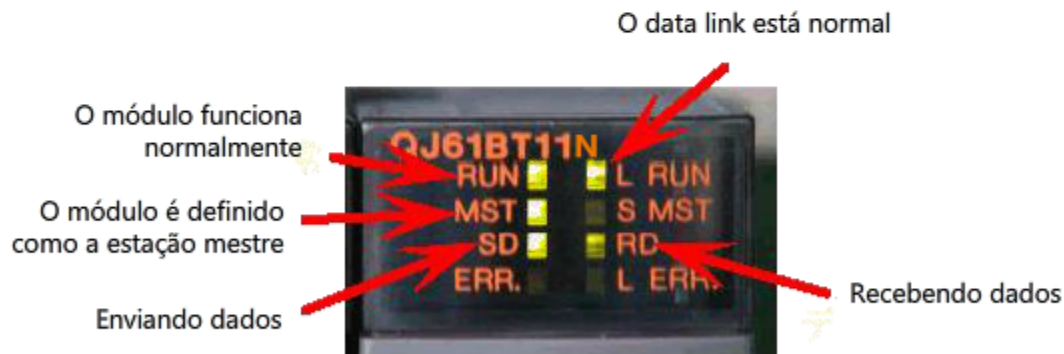 O data link está normal
O módulo funciona
normalmente
QJ61BT11N
RUN L RUN
MST S MST
SD RD
ERR. L ERR.
O módulo é definido
como a estação mestre
Enviando dados
Recebendo dados